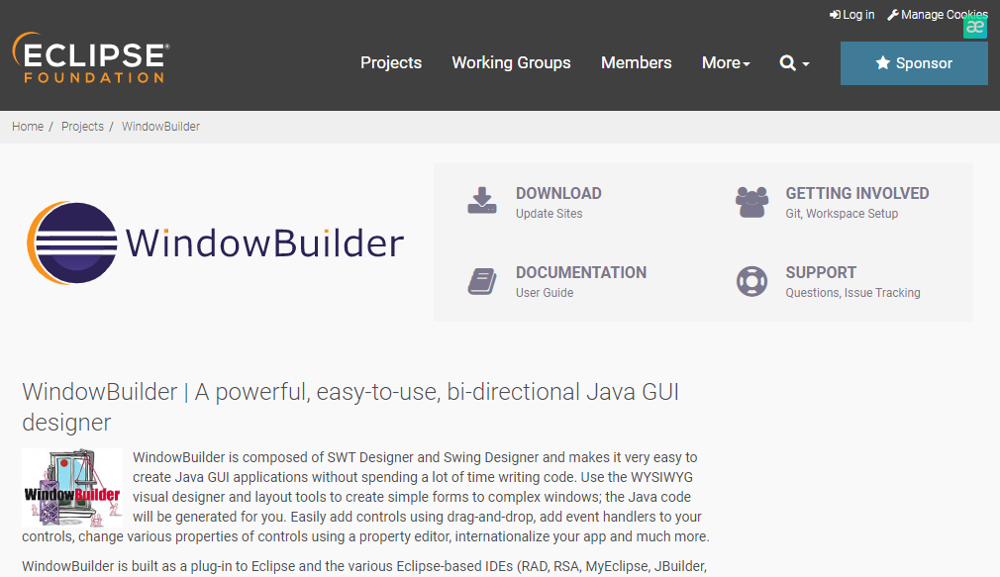 Log in Manage Cookies
æ
ECLIPSE®
FOUNDATION
Projects Working Groups Members More Sponsor
Home / Projects / WindowBuilder
WindowBuilder
DOWNLOAD
Update Sites
GETTING INVOLVED
Git, Workspace Setup
DOCUMENTATION
User Guide
SUPPORT
Questions, Issue Tracking
WindowBuilder | A powerful, easy-to-use, bi-directional Java GUI
designer
WindowBuilder
WindowBuilder is composed of SWT Designer and Swing Designer and makes it very easy to
create Java GUI applications without spending a lot of time writing code. Use the WYSIWYG
visual designer and layout tools to create simple forms to complex windows; the Java code
will be generated for you. Easily add controls using drag-and-drop, add event handlers to your
controls, change various properties of controls using a property editor, internationalize your app and much more.
WindowBuilder is built as a plug-in to Eclipse and the various Eclipse-based IDEs (RAD, RSA, MyEclipse, JBuilder,